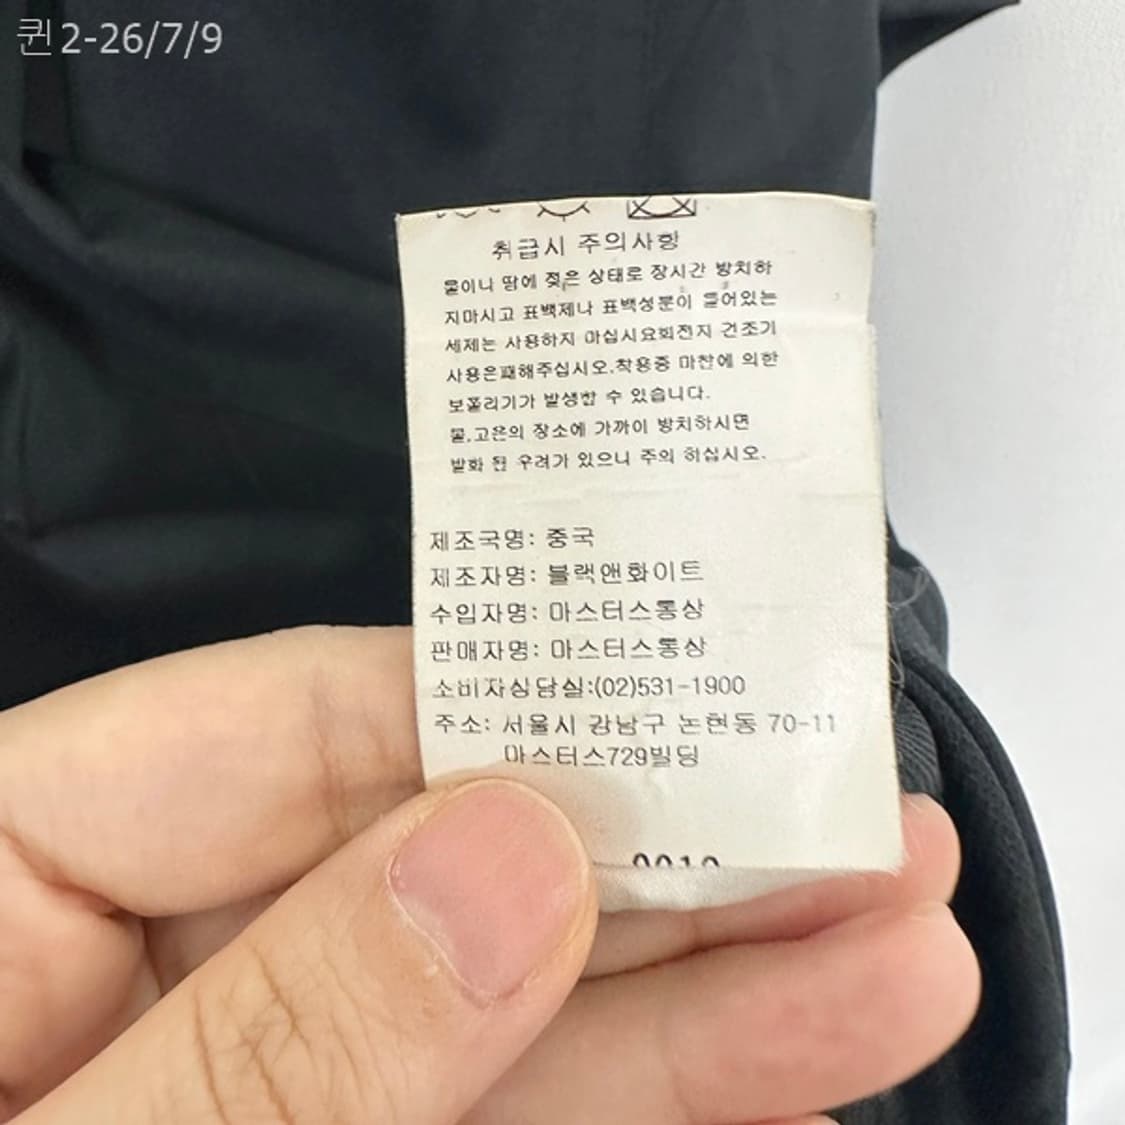 퀸2-26/7/9
취급시 주의사항
물이나 땀에 젖은 상태로 장시간 방치하
지마시고 표백제나 표백성분이 들어있는
세제는 사용하지 마십시요회전지 건조기
사용은패해주십시오.착용중 마찬에 의한
보풀리기가 발생할 수 있습니다.
물,고온의 장소에 가까이 방치하시면
발화 된 우려가 있으니 주의 하십시오.
제조국명: 중국
제조자명: 블랙앤화이트
수입자명: 마스터스통상
판매자명: 마스터스통상
소비자상담실:(02)531-1900
주소: 서울시 강남구 논현동 70-11
마스터스729빌딩